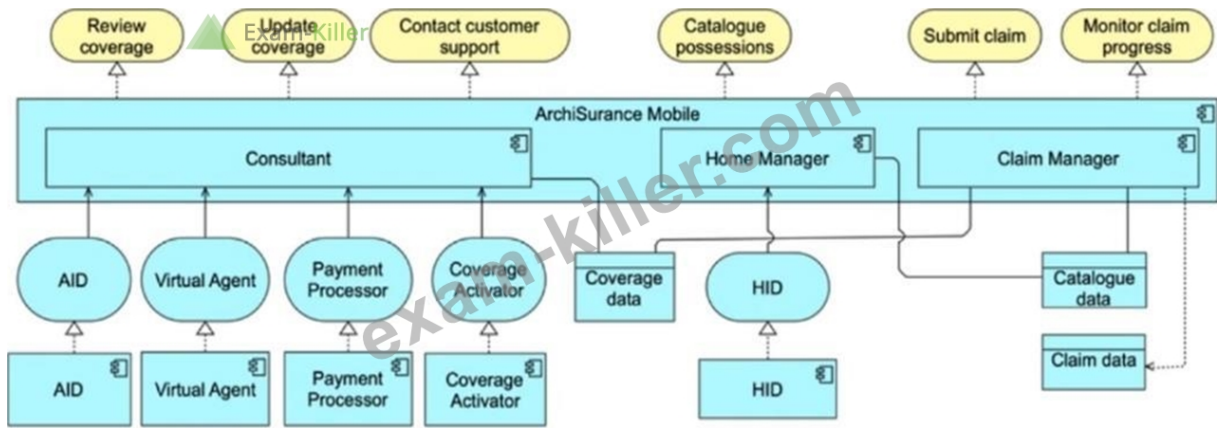 Review
coverage
Update
coverage
Contact customer
support
Catalogue
possessions
Submit claim
Monitor claim
progress
Exam-Killer
ArchiSurance Mobile
Consultant
Home Manager
Claim Manager
AID
Virtual Agent
Payment
Processor
Coverage
Activator
Coverage
data
HID
Catalogue
data
AID
Virtual Agent
Payment
Processor
Coverage
Activator
HID
Claim data
exam-killer.com